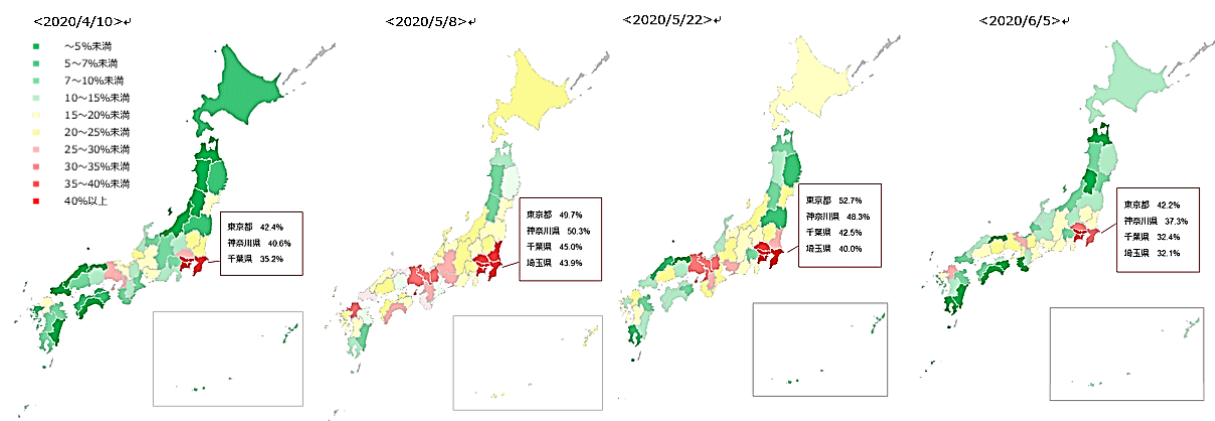 <2020/4/10>↵
<2020/5/8>↵
<2020/5/22>↵
<2020/6/5>↵
～5%未満
5～7%未満
7～10%未満
10～15%未満
15～20%未満
20～25%未満
25～30%未満
30～35%未満
35～40%未満
40%以上
東京都 42.4%
神奈川県 40.6%
千葉県 35.2%
東京都 49.7%
神奈川県 50.3%
千葉県 45.0%
埼玉県 43.9%
東京都 52.7%
神奈川県 48.3%
千葉県 42.5%
埼玉県 40.0%
東京都 42.2%
神奈川県 37.3%
千葉県 32.4%
埼玉県 32.1%